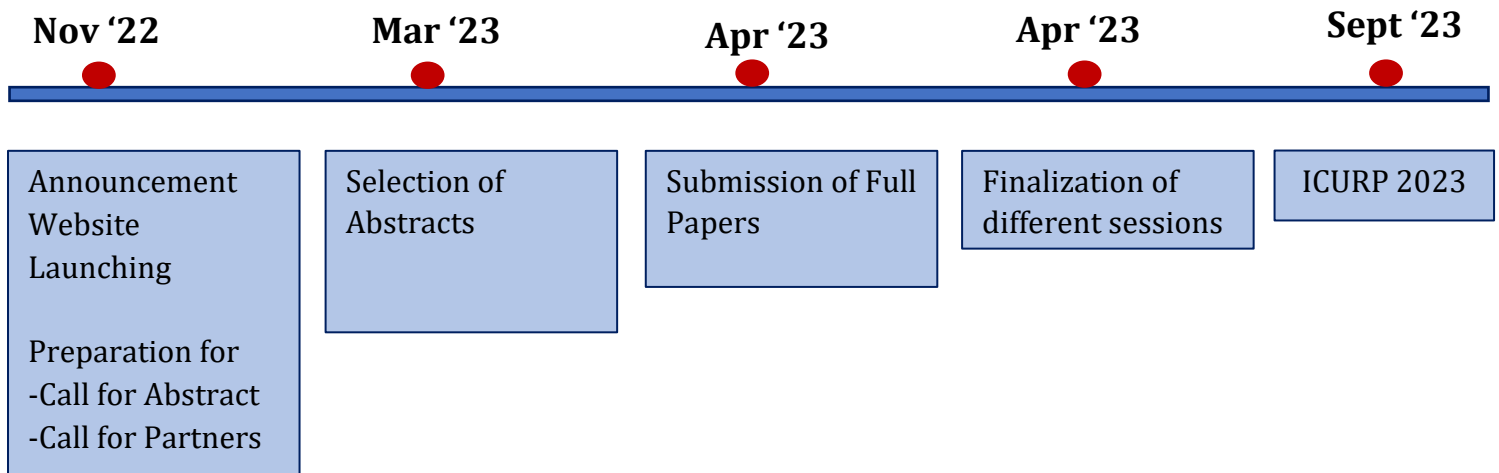 Nov ‘22
Mar ‘23
Apr ‘23
Apr ‘23
Sept ‘23
Announcement
Website
Launching
Preparation for
-Call for Abstract
-Call for Partners
Selection of
Abstracts
Submission of Full
Papers
Finalization of
different sessions
ICURP 2023